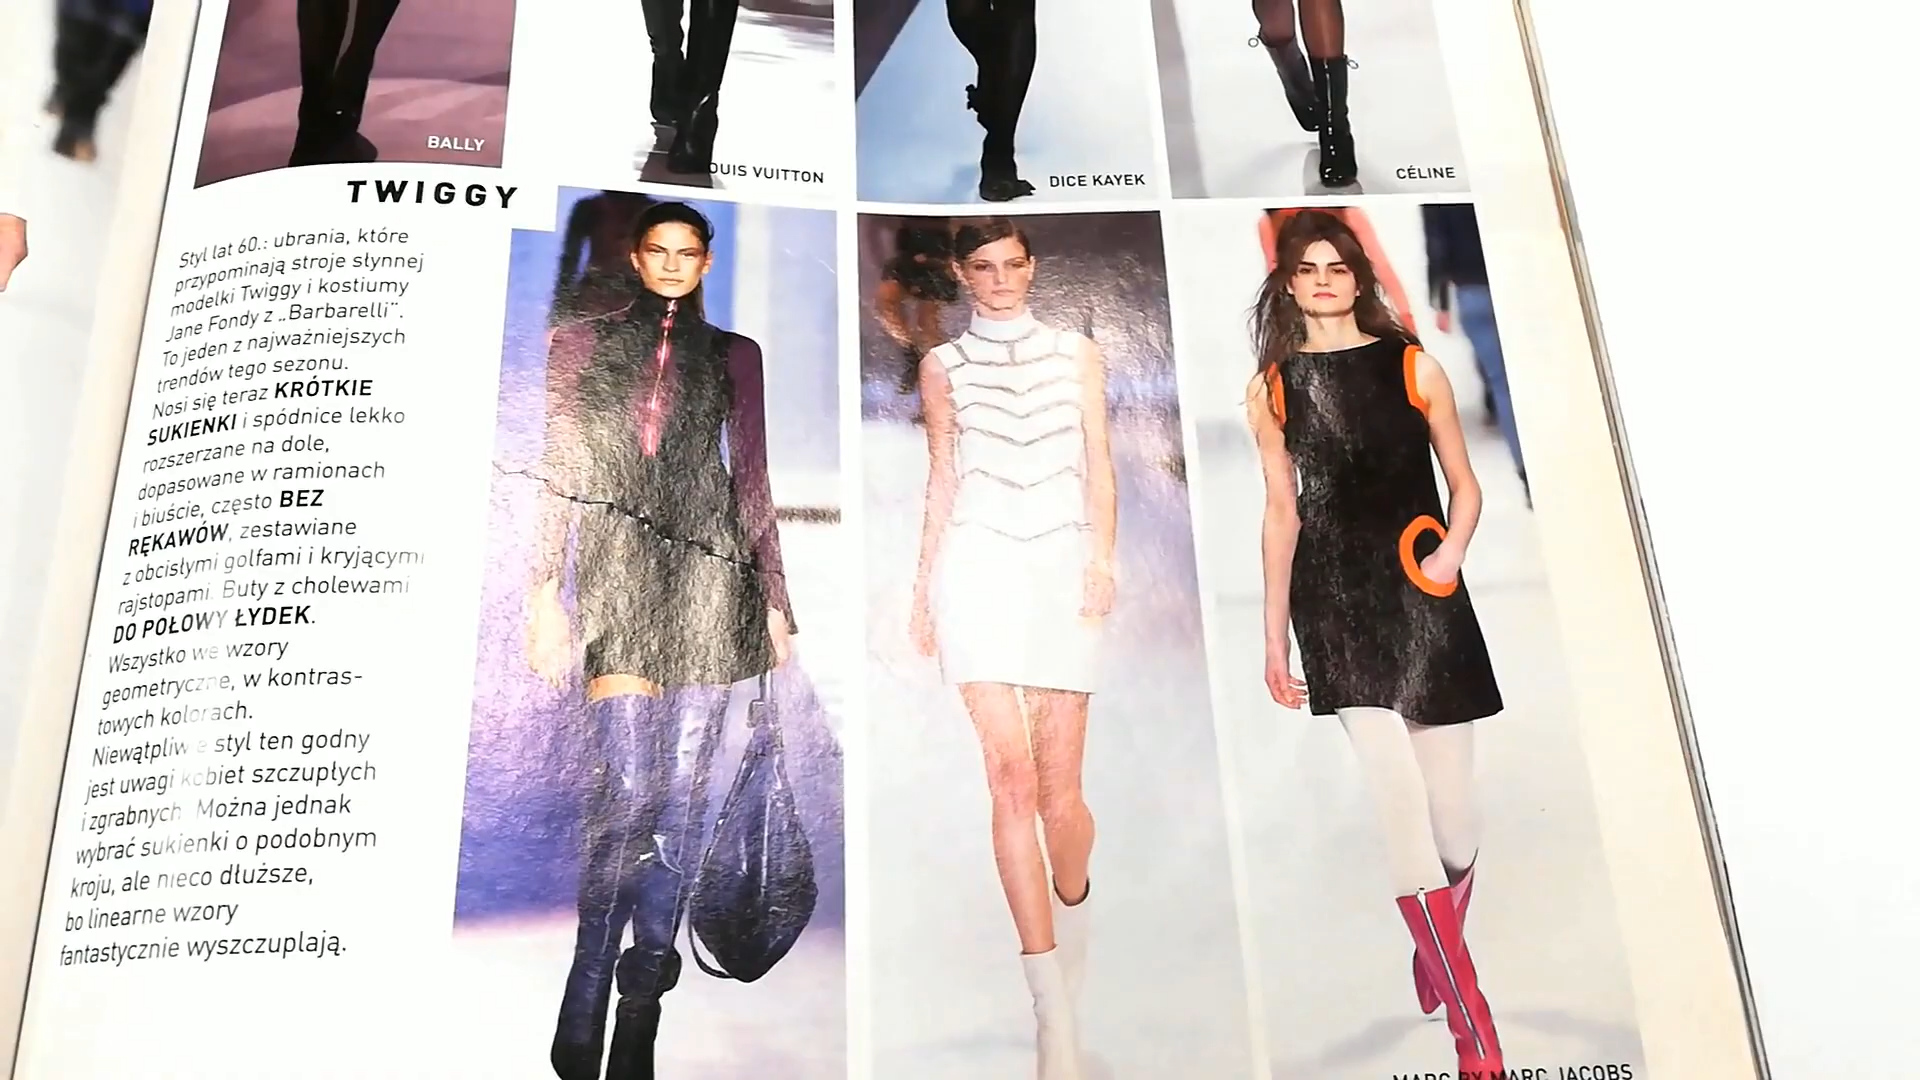 BALLY
OUIS VUITTON
DICE KAYEK
CÉLINE
TWIGGY
Styl lat 60.: ubrania, które
przypominają stroje słynnej
modelki Twiggy i kostiumy
Jane Fondy z „Barbarelli”.
To jeden z najważniejszych
trendów tego sezonu.
Nosi się teraz KRÓTKIE
SUKIENKI i spódnice lekko
rozszerzane na dole,
dopasowane w ramionach
i biuście, często BEZ
RĘKAWÓW, zestawiane
z obcisłymi golfami i kryjącymi
rajstopami. Buty z cholewami
DO POŁOWY ŁYDEK.
Wszystko we wzory
geometryczne, w kontras-
towych kolorach.
Niewątpliwie styl ten godny
jest uwagi kobiet szczupłych
i zgrabnych. Można jednak
wybrać sukienki o podobnym
kroju, ale nieco dłuższe,
bo linearne wzory
fantastycznie wyszczuplają.
MARC BY MARC JACOBS